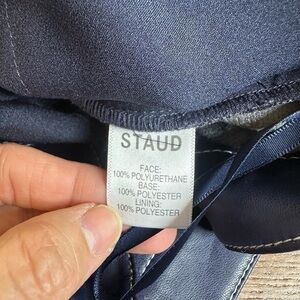 STAUD
FACE:
100% POLYURETHANE
BASE:
100% POLYESTER
LINING:
100% POLYESTER